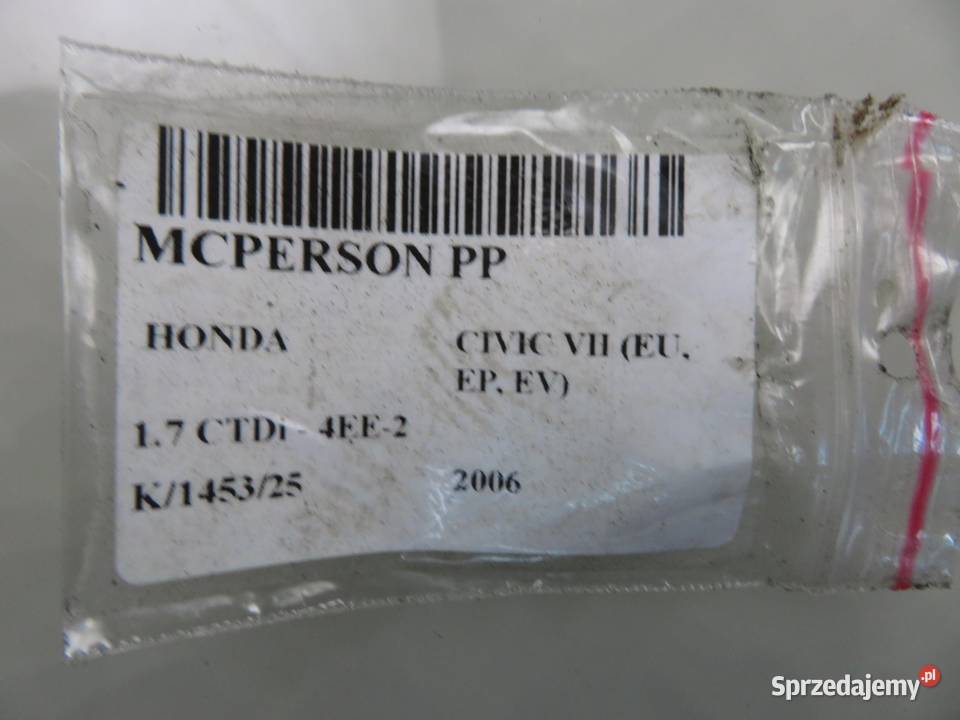 MCPERSON PP
HONDA CIVIC VII (EU,
EP, EV)
1.7 CTDI - 4EE-2
K/1453/25 2006
Sprzedajemy.pl